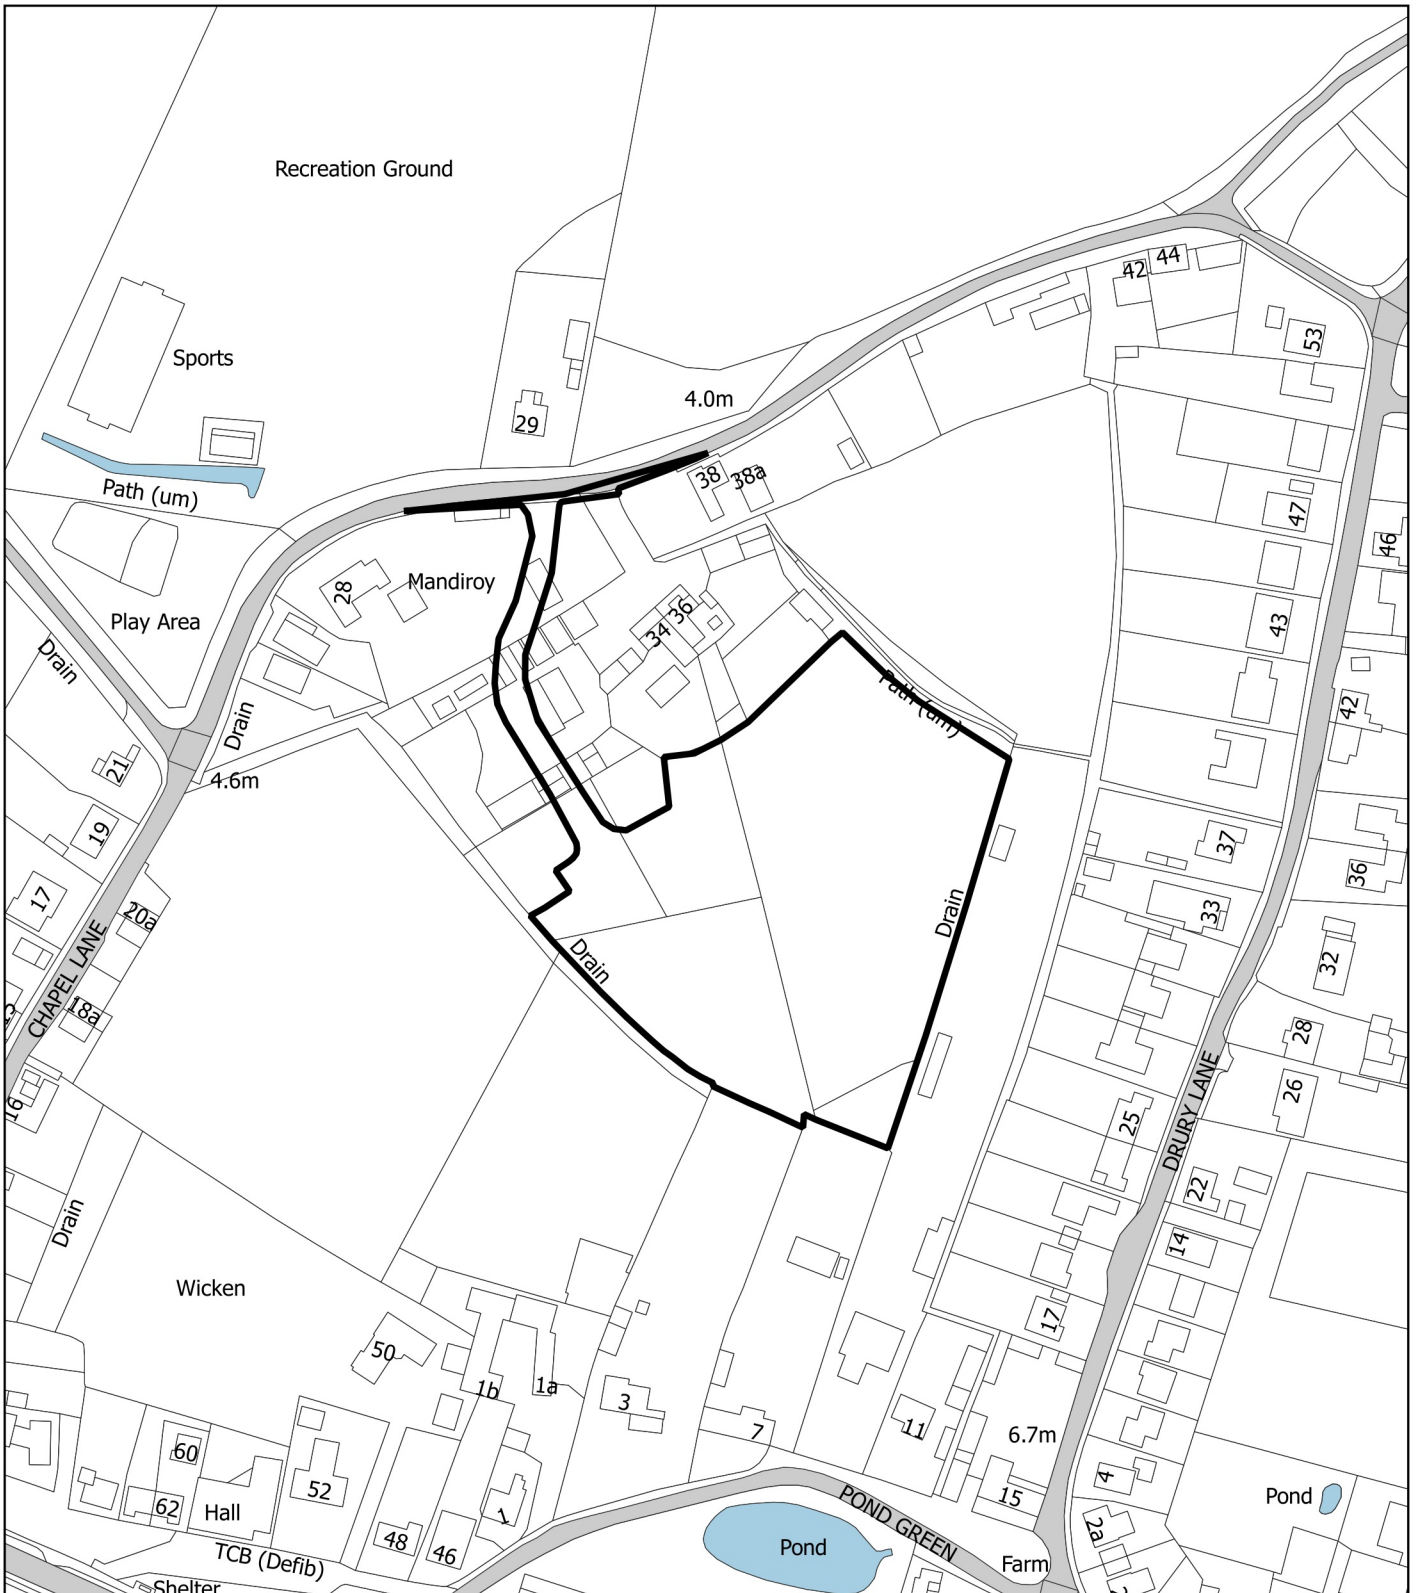 Recreation Ground
42
44
53
Sports
4.0m
29
38
38a
Path (um)
47
46
28
Mandiroy
Play Area
34
36
43
Drain
Path (um)
42
Drain
21
4.6m
19
37
36
17
20a
33
Drain
Drain
32
CHAPEL LANE
18a
28
DRURY LANE
26
16
25
22
Drain
14
Wicken
17
50
1b
1a
3
7
11
6.7m
60
52
62
Hall
1
4
15
Pond
48
46
POND GREEN
2a
TCB (Defib)
Pond
Farm
Shelter